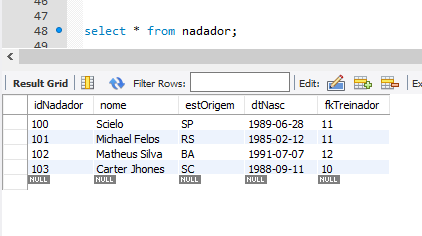 46
47
48 select * from nadador;
49
Result Grid Filter Rows: Edit: Ex
idNadador nome estOrigem dtNasc fkTreinador
100 Scielo SP 1989-06-28 11
101 Michael Felps RS 1985-02-12 11
102 Matheus Silva BA 1991-07-07 12
103 Carter Jhones SC 1988-09-11 10
NULL NULL NULL NULL NULL